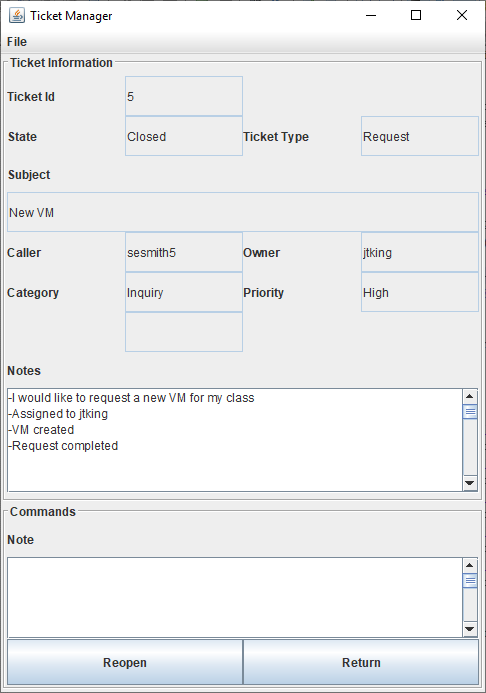 Ticket Manager
File
Ticket Information
Ticket Id 5
State Closed Ticket Type Request
Subject
New VM
Caller sesmith5 Owner jtking
Category Inquiry Priority High
Notes
-I would like to request a new VM for my class
-Assigned to jtking
-VM created
-Request completed
Commands
Note
Reopen Return